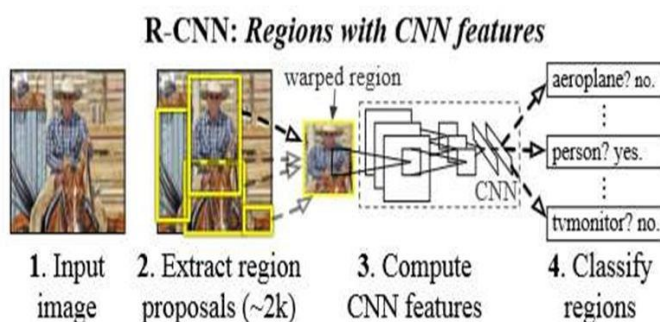 R-CNN: Regions with CNN features
warped region
aeroplane? no.
person? yes.
CNN
tvmonitor? no.
1. Input
image
2. Extract region
proposals (~2k)
3. Compute
CNN features
4. Classify
regions